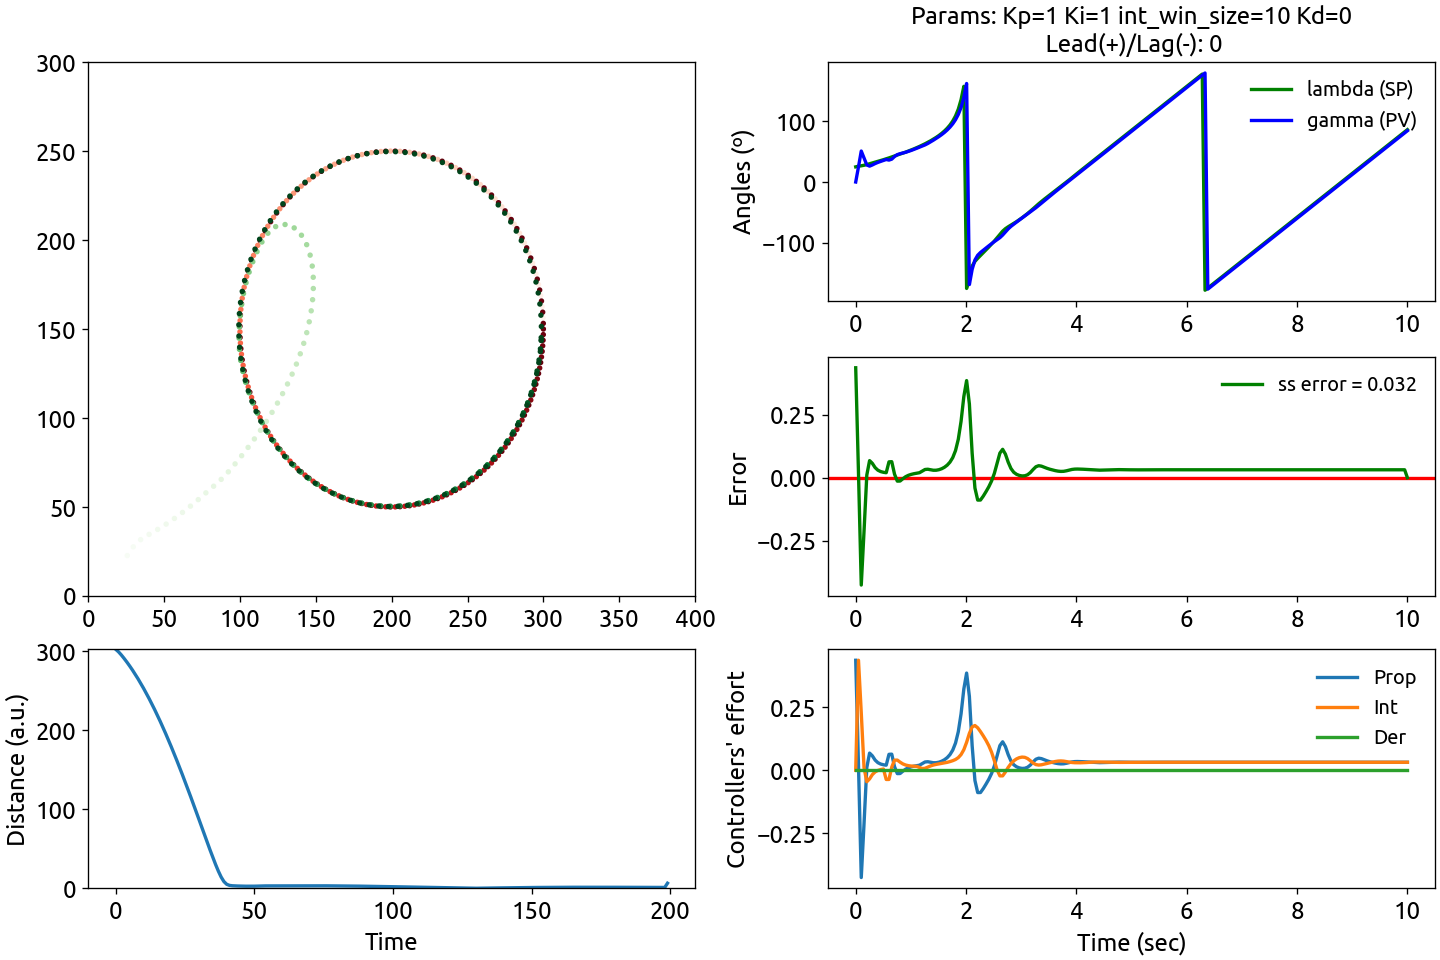 Params: Kp=1 Ki=1 int_win_size=10 Kd=0
Lead(+)/Lag(-): 0
300
250
200
150
100
50
0
0 50 100 150 200 250 300 350 400
Angles (º)
100
0
−100
lambda (SP)
gamma (PV)
0 2 4 6 8 10
Error
0.25
0.00
−0.25
ss error = 0.032
0 2 4 6 8 10
Distance (a.u.)
300
200
100
0
0 50 100 150 200
Time
Controllers' effort
0.25
0.00
−0.25
Prop
Int
Der
0 2 4 6 8 10
Time (sec)